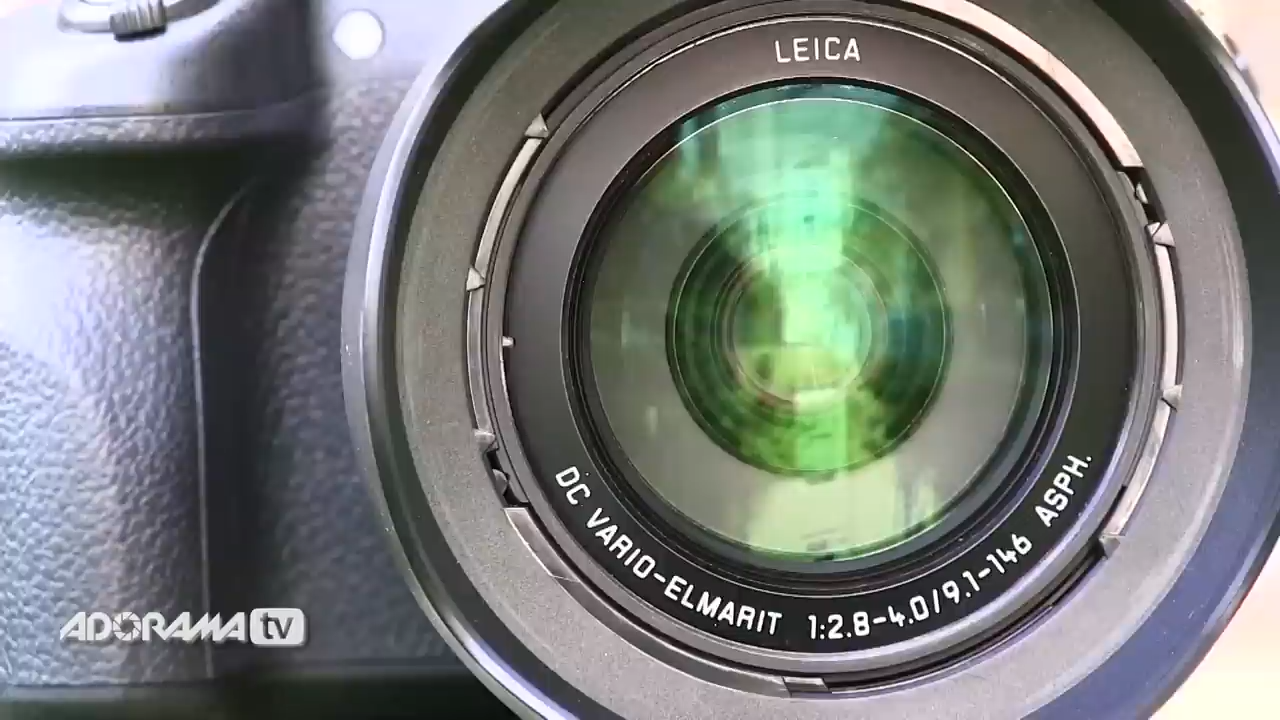 LEICA
DC VARIO-ELMARIT 1:2.8-4.0/9.1-146 ASPH.
ADORAMA tv